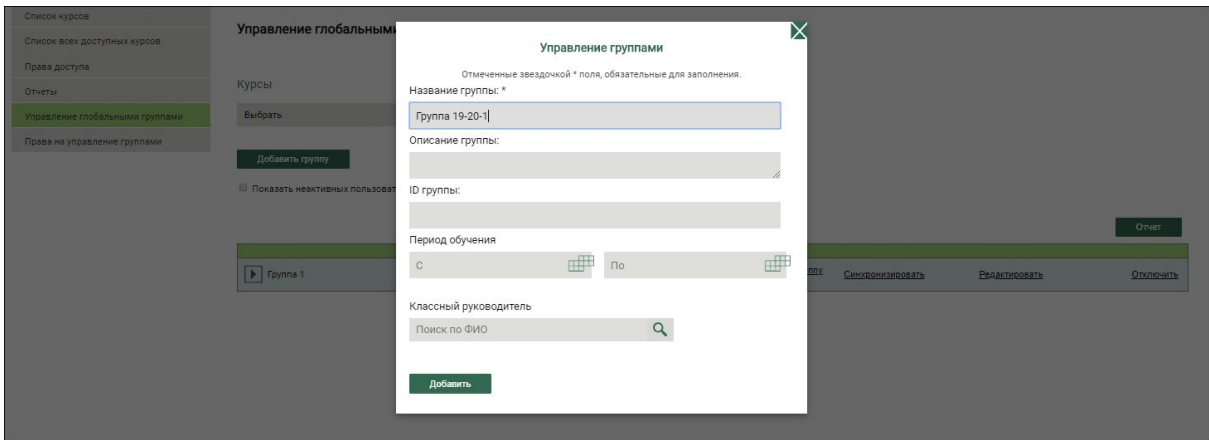 Список курсов
Список всех доступных курсов
Права доступа
Отчеты
Управление глобальными группами
Права на управление группами
Управление глобальными
Курсы
Выбрать
Добавить группу
Показать неактивных
Отчет
Группа 1
Синхронизировать Редактировать Отключить
Управление группами
Отмеченные звездочкой * поля, обязательные для заполнения.
Название группы: *
Группа 19-20-1
Описание группы:
ID группы:
Период обучения
С По
Классный руководитель
Поиск по ФИО
Добавить